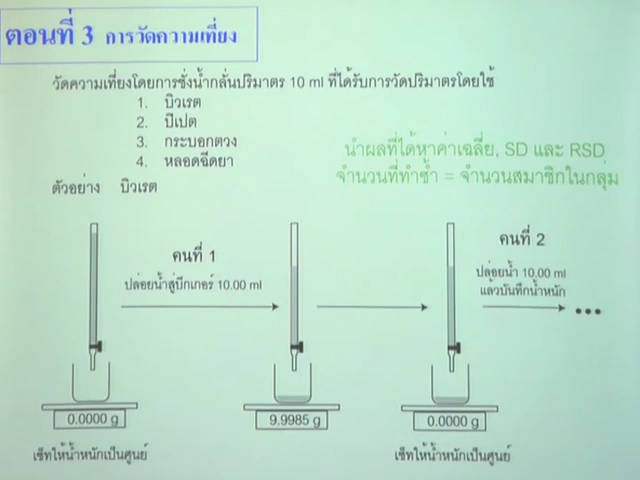 ตอนที่ 3 การวัดความเที่ยง
วัดความเที่ยงโดยการชั่งน้ำกลั่นปริมาตร 10 ml ที่ได้รับการวัดปริมาตรโดยใช้
1. บิวเรต
2. ปิเปต
3. กระบอกตวง
4. หลอดฉีดยา
นำผลที่ได้หาค่าเฉลี่ย, SD และ RSD
จำนวนที่ทำซ้ำ = จำนวนสมาชิกในกลุ่ม
ตัวอย่าง บิวเรต
คนที่ 1
ปล่อยน้ำสู่บีกเกอร์ 10.00 ml
คนที่ 2
ปล่อยน้ำ 10.00 ml
แล้วบันทึกน้ำหนัก
0.0000 g
9.9985 g
0.0000 g
เซ็ทให้น้ำหนักเป็นศูนย์
เซ็ทให้น้ำหนักเป็นศูนย์